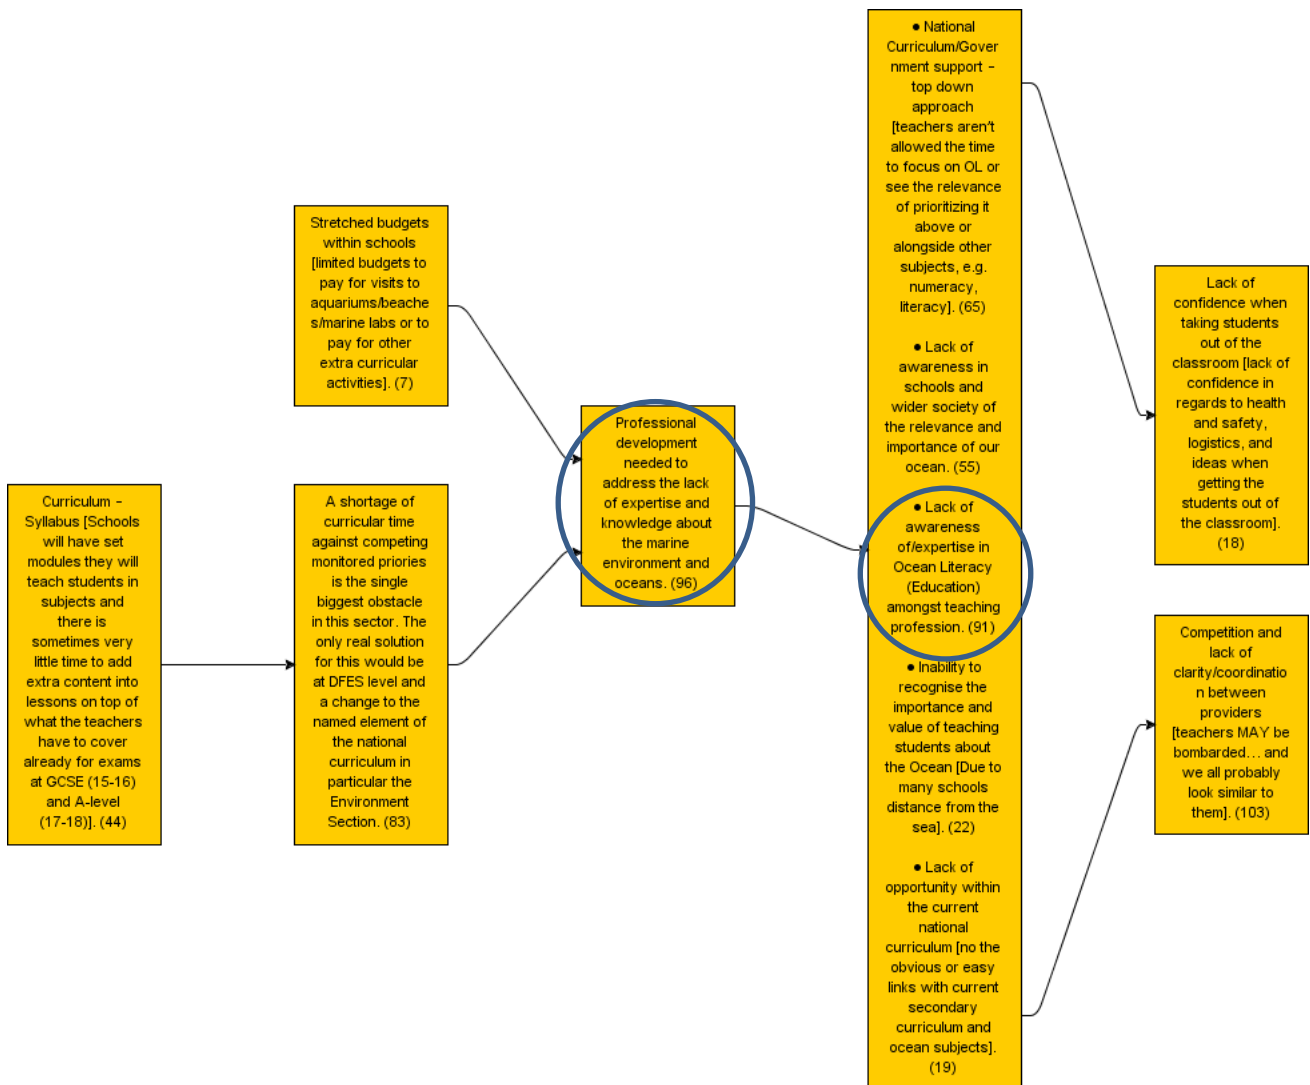 Curriculum –
Syllabus [Schools
will have set
modules they will
teach students in
subjects and
there is
sometimes very
little time to add
extra content into
lessons on top of
what the teachers
have to cover
already for exams
at GCSE (15-16)
and A-level
(17-18)]. (44)
Stretched budgets
within schools
[limited budgets to
pay for visits to
aquariums/beache
s/marine labs or to
pay for other
extra curricular
activities]. (7)
A shortage of
curricular time
against competing
monitored priories
is the single
biggest obstacle
in this sector. The
only real solution
for this would be
at DFES level and
a change to the
named element of
the national
curriculum in
particular the
Environment
Section. (83)
Professional
development
needed to
address the lack
of expertise and
knowledge about
the marine
environment and
oceans. (96)
● National
Curriculum/Gover
nment support –
top down
approach
[teachers aren't
allowed the time
to focus on OL or
see the relevance
of prioritizing it
above or
alongside other
subjects, e.g.
numeracy,
literacy]. (65)
● Lack of
awareness in
schools and
wider society of
the relevance and
importance of our
ocean. (55)
● Lack of
awareness
of/expertise in
Ocean Literacy
(Education)
amongst teaching
profession. (91)
● Inability to
recognise the
importance and
value of teaching
students about
the Ocean [Due to
many schools
distance from the
sea]. (22)
● Lack of
opportunity within
the current
national
curriculum [no the
obvious or easy
links with current
secondary
curriculum and
ocean subjects].
(19)
Lack of
confidence when
taking students
out of the
classroom [lack of
confidence in
regards to health
and safety,
logistics, and
ideas when
getting the
students out of
the classroom].
(18)
Competition and
lack of
clarity/coordinatio
n between
providers
[teachers MAY be
bombarded... and
we all probably
look similar to
them]. (103)